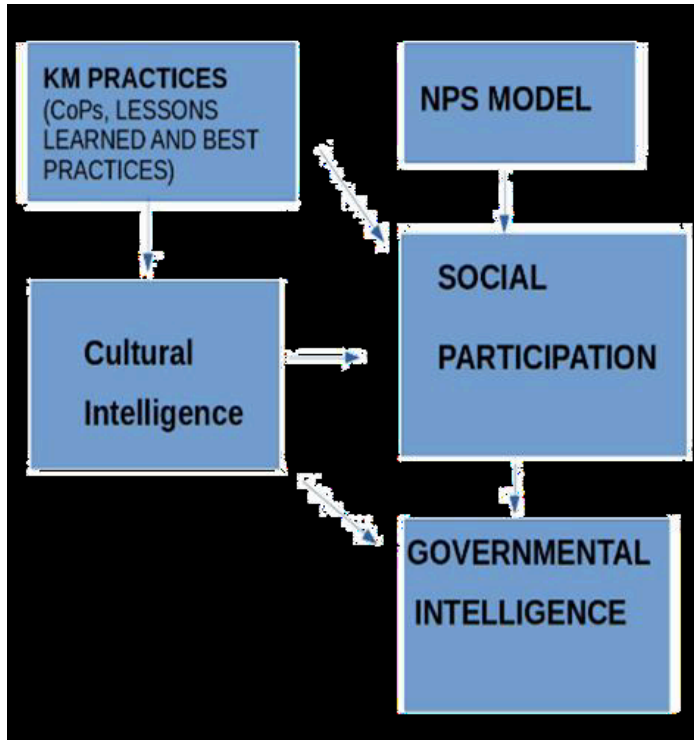 KM PRACTICES
(CoPs, LESSONS
LEARNED AND BEST
PRACTICES)
NPS MODEL
Cultural
Intelligence
SOCIAL
PARTICIPATION
GOVERNMENTAL
INTELLIGENCE